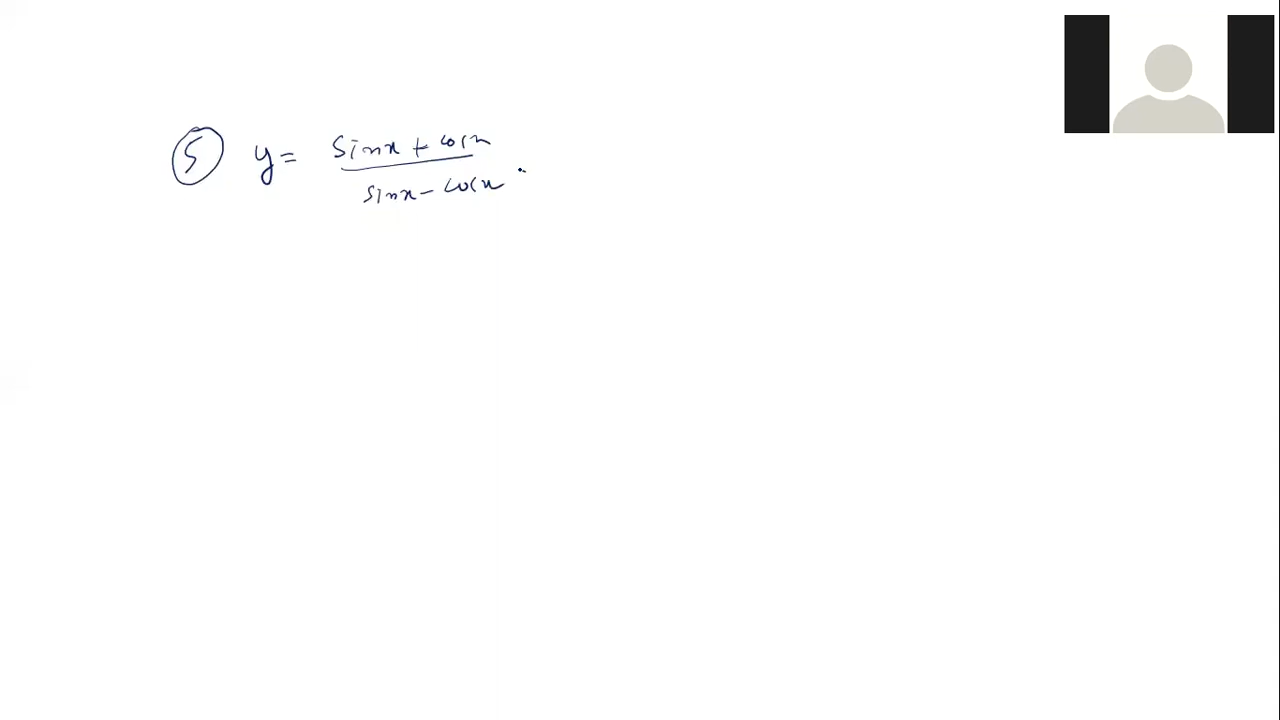 ⑤ y = (sinx + cosx) / (sinx - cosx) .